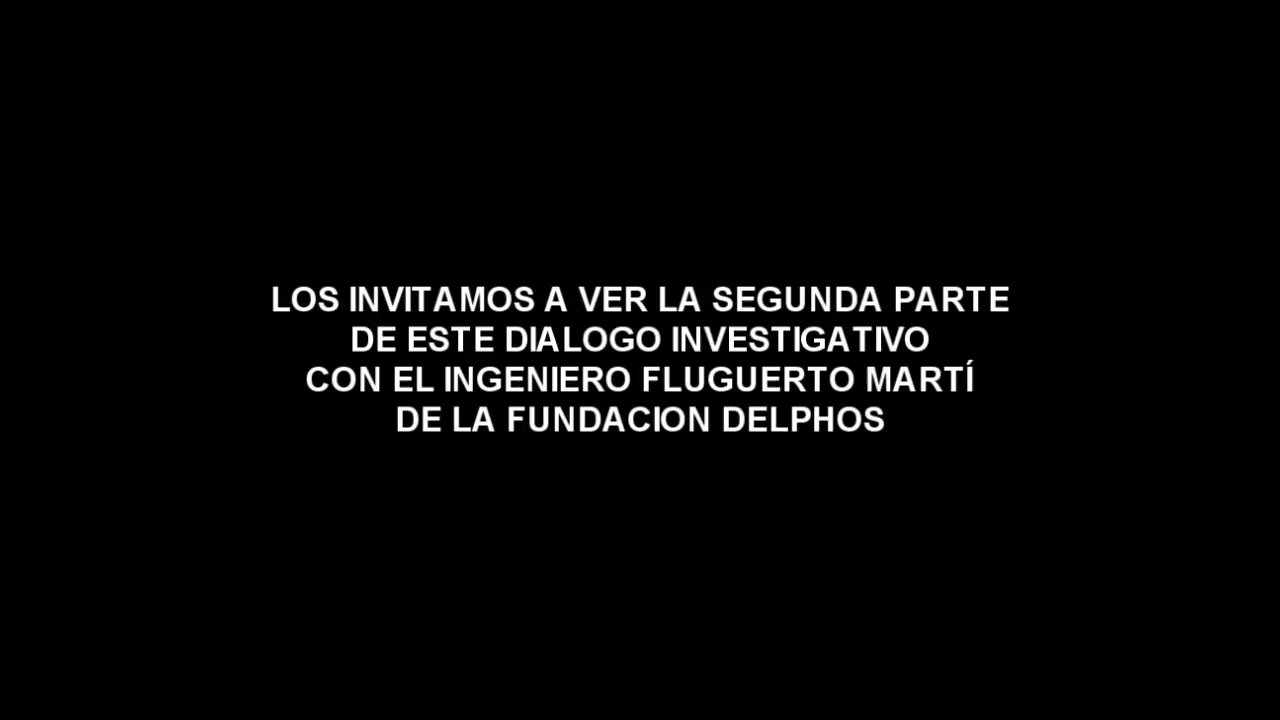 LOS INVITAMOS A VER LA SEGUNDA PARTE
DE ESTE DIALOGO INVESTIGATIVO
CON EL INGENIERO FLUGUERTO MARTÍ
DE LA FUNDACION DELPHOS